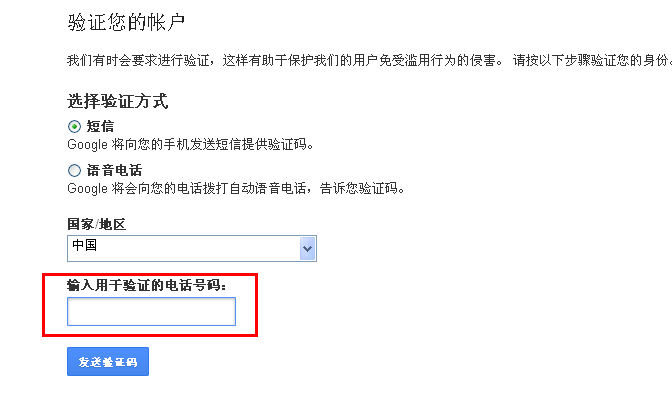 验证您的帐户
我们有时会要求进行验证，这样有助于保护我们的用户免受滥用行为的侵害。 请按以下步骤验证您的身份。
选择验证方式
短信
Google 将向您的手机发送短信提供验证码。
语音电话
Google 将会向您的电话拨打自动语音电话，告诉您验证码。
国家/地区
中国
输入用于验证的电话号码：
发送验证码